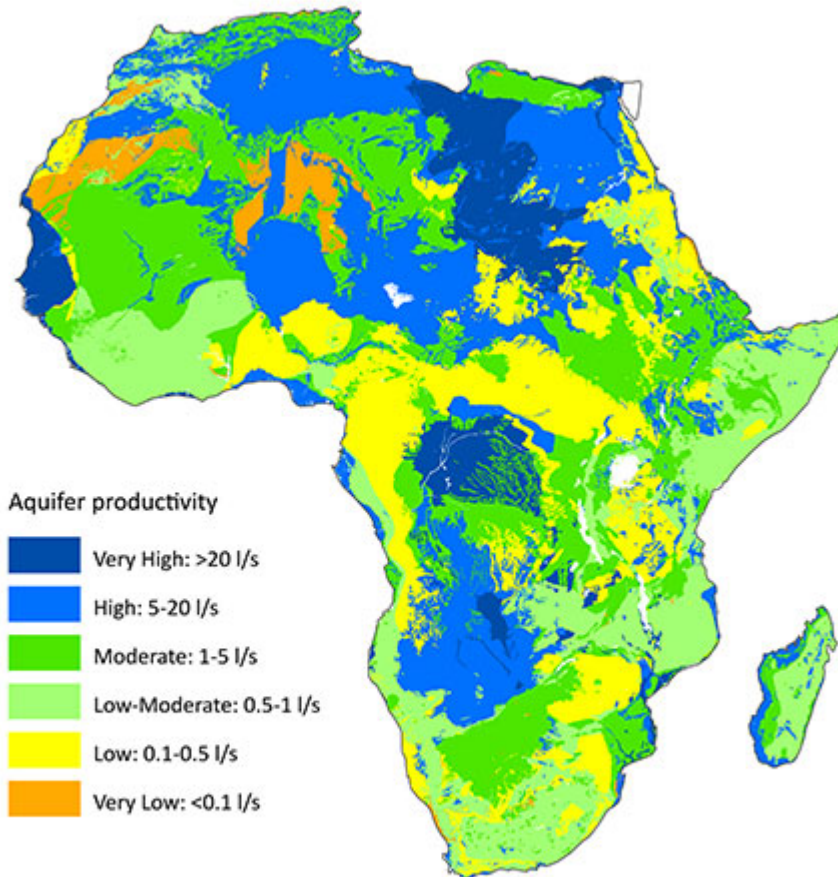 Aquifer productivity
Very High: >20 l/s
High: 5-20 l/s
Moderate: 1-5 l/s
Low-Moderate: 0.5-1 l/s
Low: 0.1-0.5 l/s
Very Low: <0.1 l/s